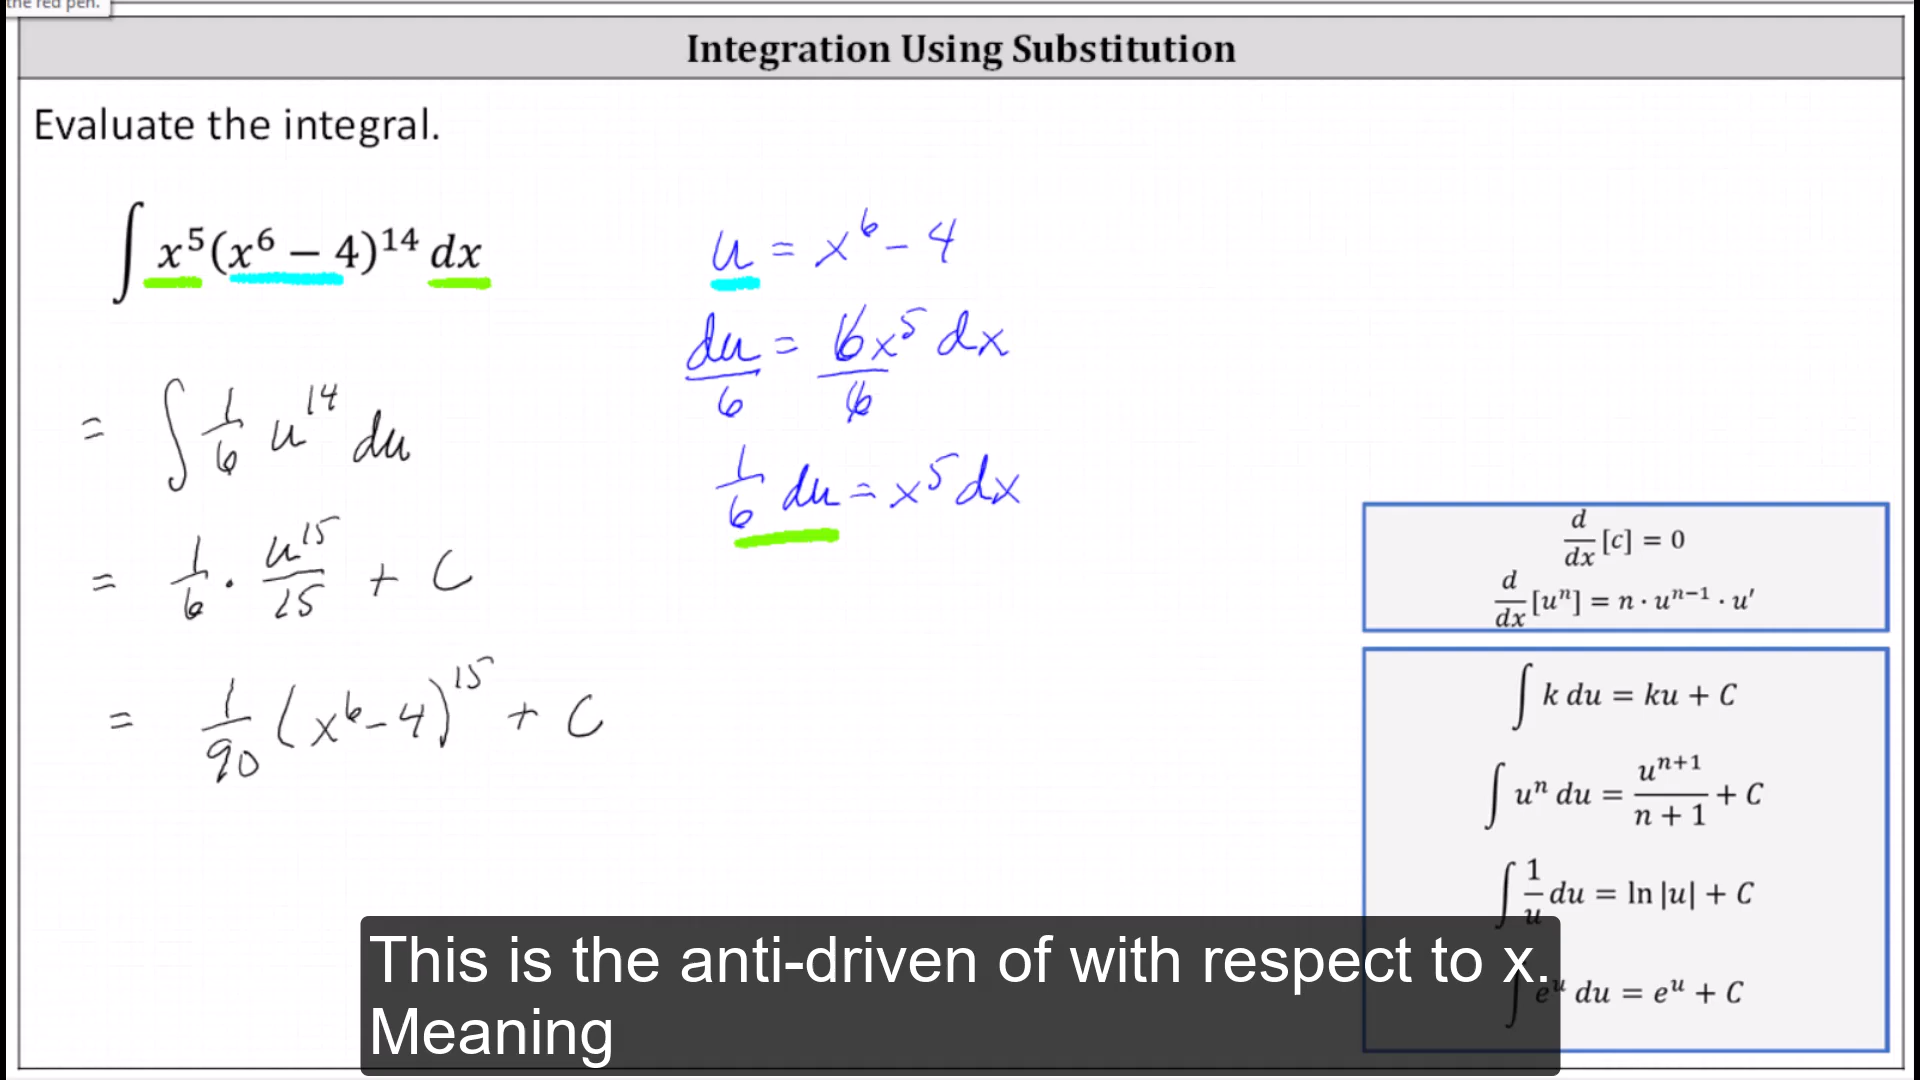 the red pen.
Integration Using Substitution
Evaluate the integral.
∫ x⁵(x⁶ − 4)¹⁴ dx
= ∫ 1/6 u¹⁴ du
= 1/6 · u¹⁵/15 + C
= 1/90 (x⁶ − 4)¹⁵ + C
u = x⁶ − 4
du/6 = 6x⁵/6 dx
1/6 du = x⁵ dx
d/dx [c] = 0
d/dx [uⁿ] = n · uⁿ⁻¹ · u′
∫ k du = ku + C
∫ uⁿ du = uⁿ⁺¹/(n + 1) + C
∫ 1/u du = ln |u| + C
∫ eᵘ du = eᵘ + C
This is the anti-driven of with respect to x.
Meaning